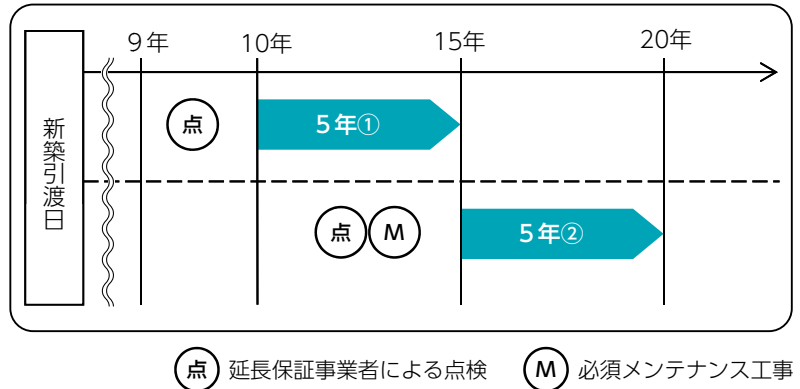 9年 10年 15年 20年
新築引渡日
点 5年①
点 M 5年②
点 延長保証事業者による点検 M 必須メンテナンス工事